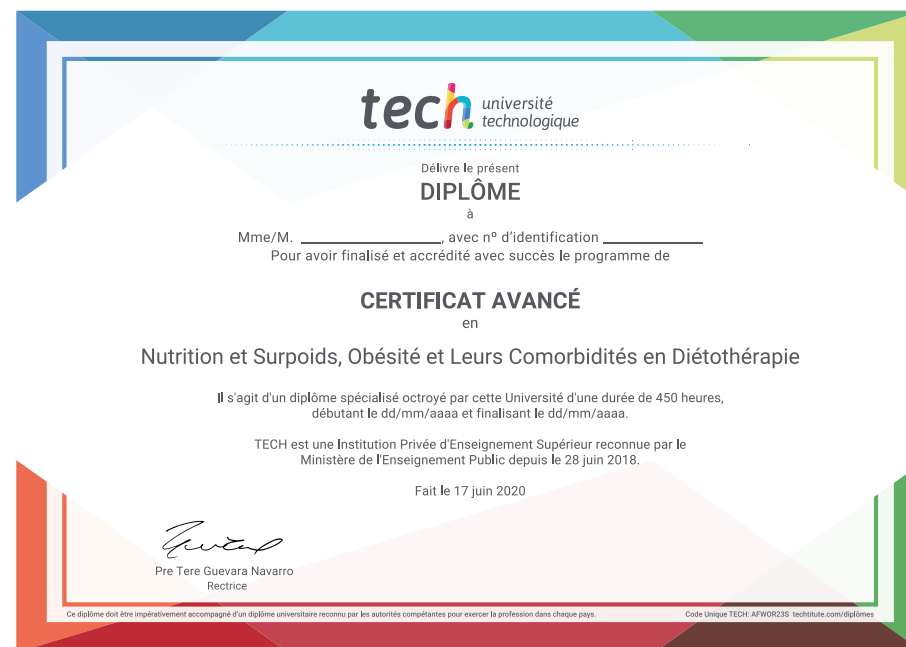 tech université
technologique
Délivre le présent
DIPLÔME
à
Mme/M. ____________________, avec nº d'identification ______________
Pour avoir finalisé et accrédité avec succès le programme de
CERTIFICAT AVANCÉ
en
Nutrition et Surpoids, Obésité et Leurs Comorbidités en Diétothérapie
Il s'agit d'un diplôme spécialisé octroyé par cette Université d'une durée de 450 heures,
débutant le dd/mm/aaaa et finalisant le dd/mm/aaaa.
TECH est une Institution Privée d'Enseignement Supérieur reconnue par le
Ministère de l'Enseignement Public depuis le 28 juin 2018.
Fait le 17 juin 2020
Pre Tere Guevara Navarro
Rectrice
Ce diplôme doit être impérativement accompagné d'un diplôme universitaire reconnu par les autorités compétantes pour exercer la profession dans chaque pays.
Code Unique TECH: AFWOR23S techtitute.com/diplômes